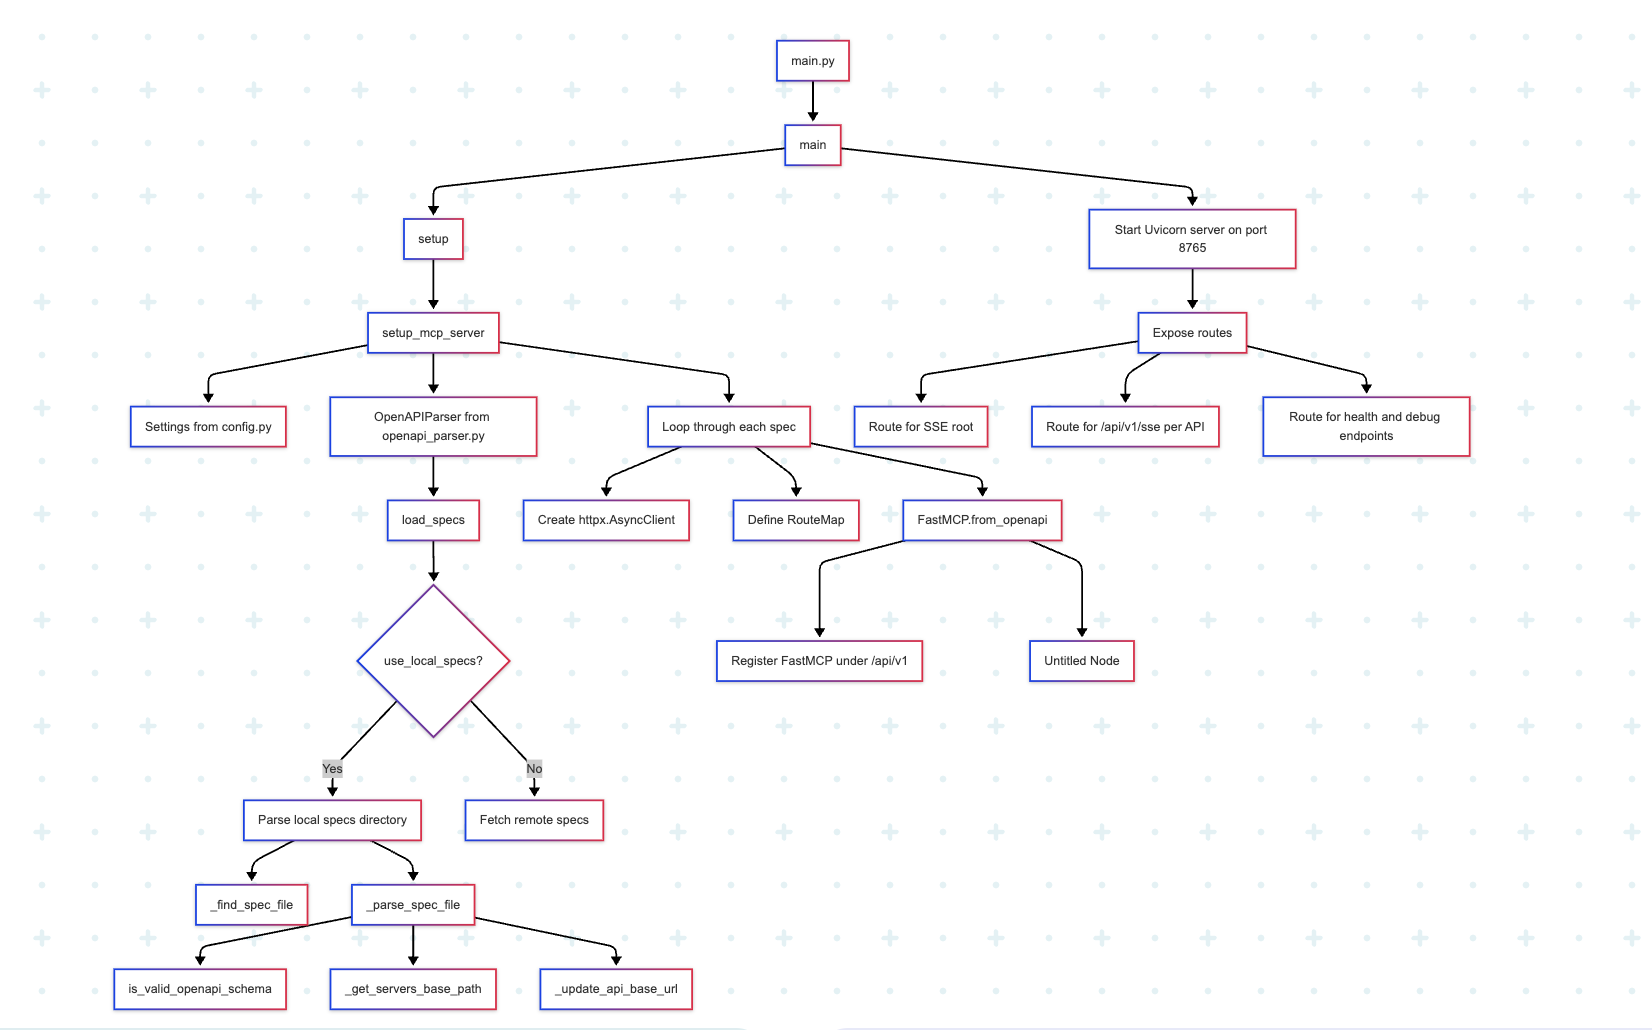 main.py
main
setup
Start Uvicorn server on port
8765
setup_mcp_server
Expose routes
Settings from config.py
OpenAPIParser from
openapi_parser.py
Loop through each spec
Route for SSE root
Route for /api/v1/sse per API
Route for health and debug
endpoints
load_specs
Create httpx.AsyncClient
Define RouteMap
FastMCP.from_openapi
use_local_specs?
Register FastMCP under /api/v1
Untitled Node
Yes
No
Parse local specs directory
Fetch remote specs
_find_spec_file
_parse_spec_file
is_valid_openapi_schema
_get_servers_base_path
_update_api_base_url